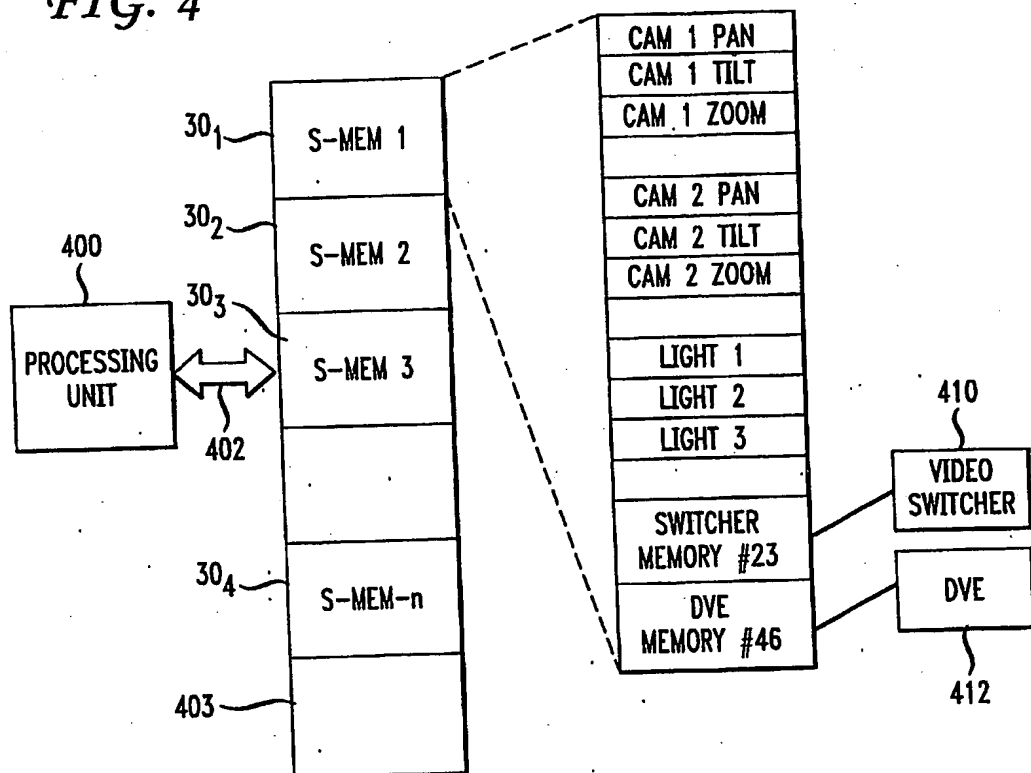 FIG. 4
30₁
S-MEM 1
30₂
S-MEM 2
400
30₃
PROCESSING
UNIT
S-MEM 3
402
30₄
S-MEM-n
403
CAM 1 PAN
CAM 1 TILT
CAM 1 ZOOM
CAM 2 PAN
CAM 2 TILT
CAM 2 ZOOM
LIGHT 1
LIGHT 2
LIGHT 3
SWITCHER
MEMORY #23
DVE
MEMORY #46
410
VIDEO
SWITCHER
DVE
412